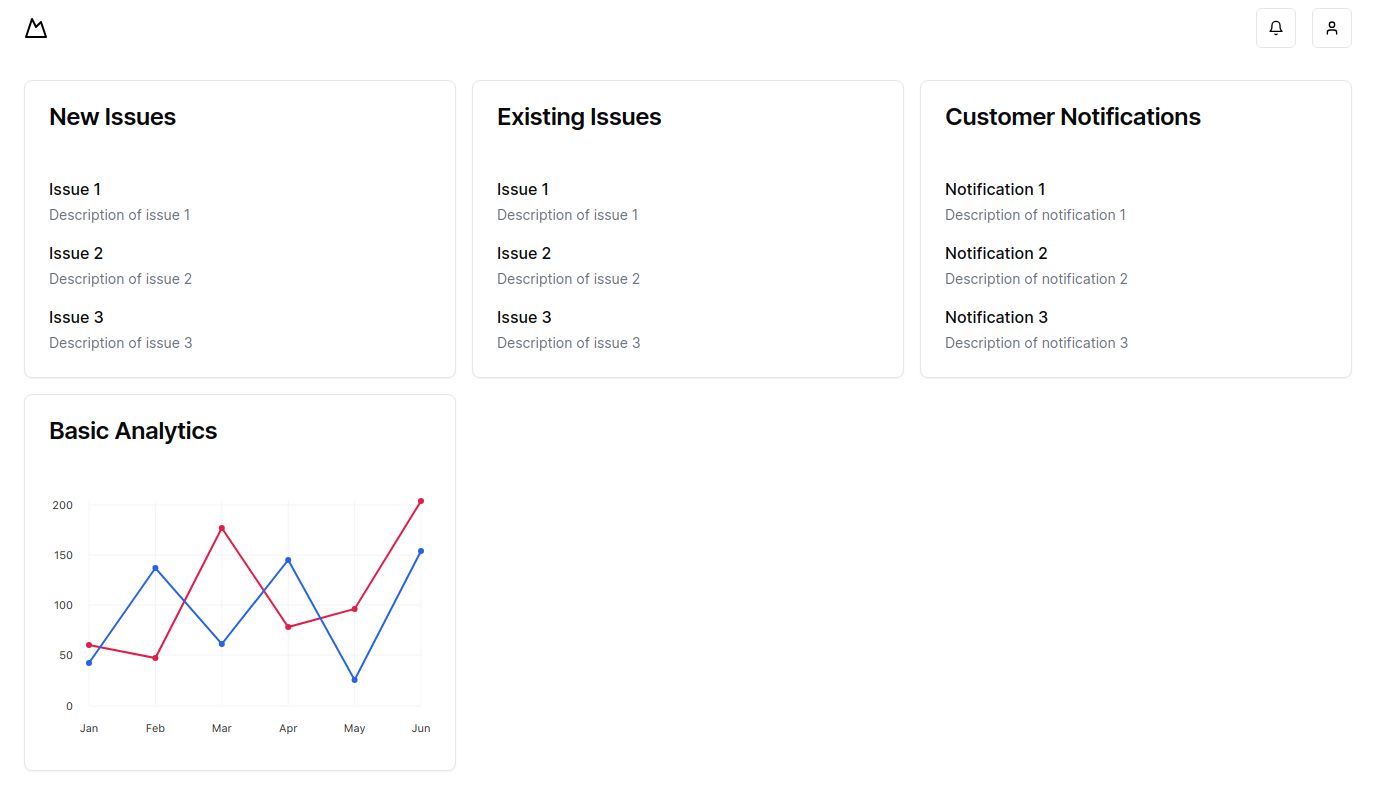 New Issues
Issue 1
Description of issue 1
Issue 2
Description of issue 2
Issue 3
Description of issue 3
Existing Issues
Issue 1
Description of issue 1
Issue 2
Description of issue 2
Issue 3
Description of issue 3
Customer Notifications
Notification 1
Description of notification 1
Notification 2
Description of notification 2
Notification 3
Description of notification 3
Basic Analytics
200
150
100
50
0
Jan Feb Mar Apr May Jun